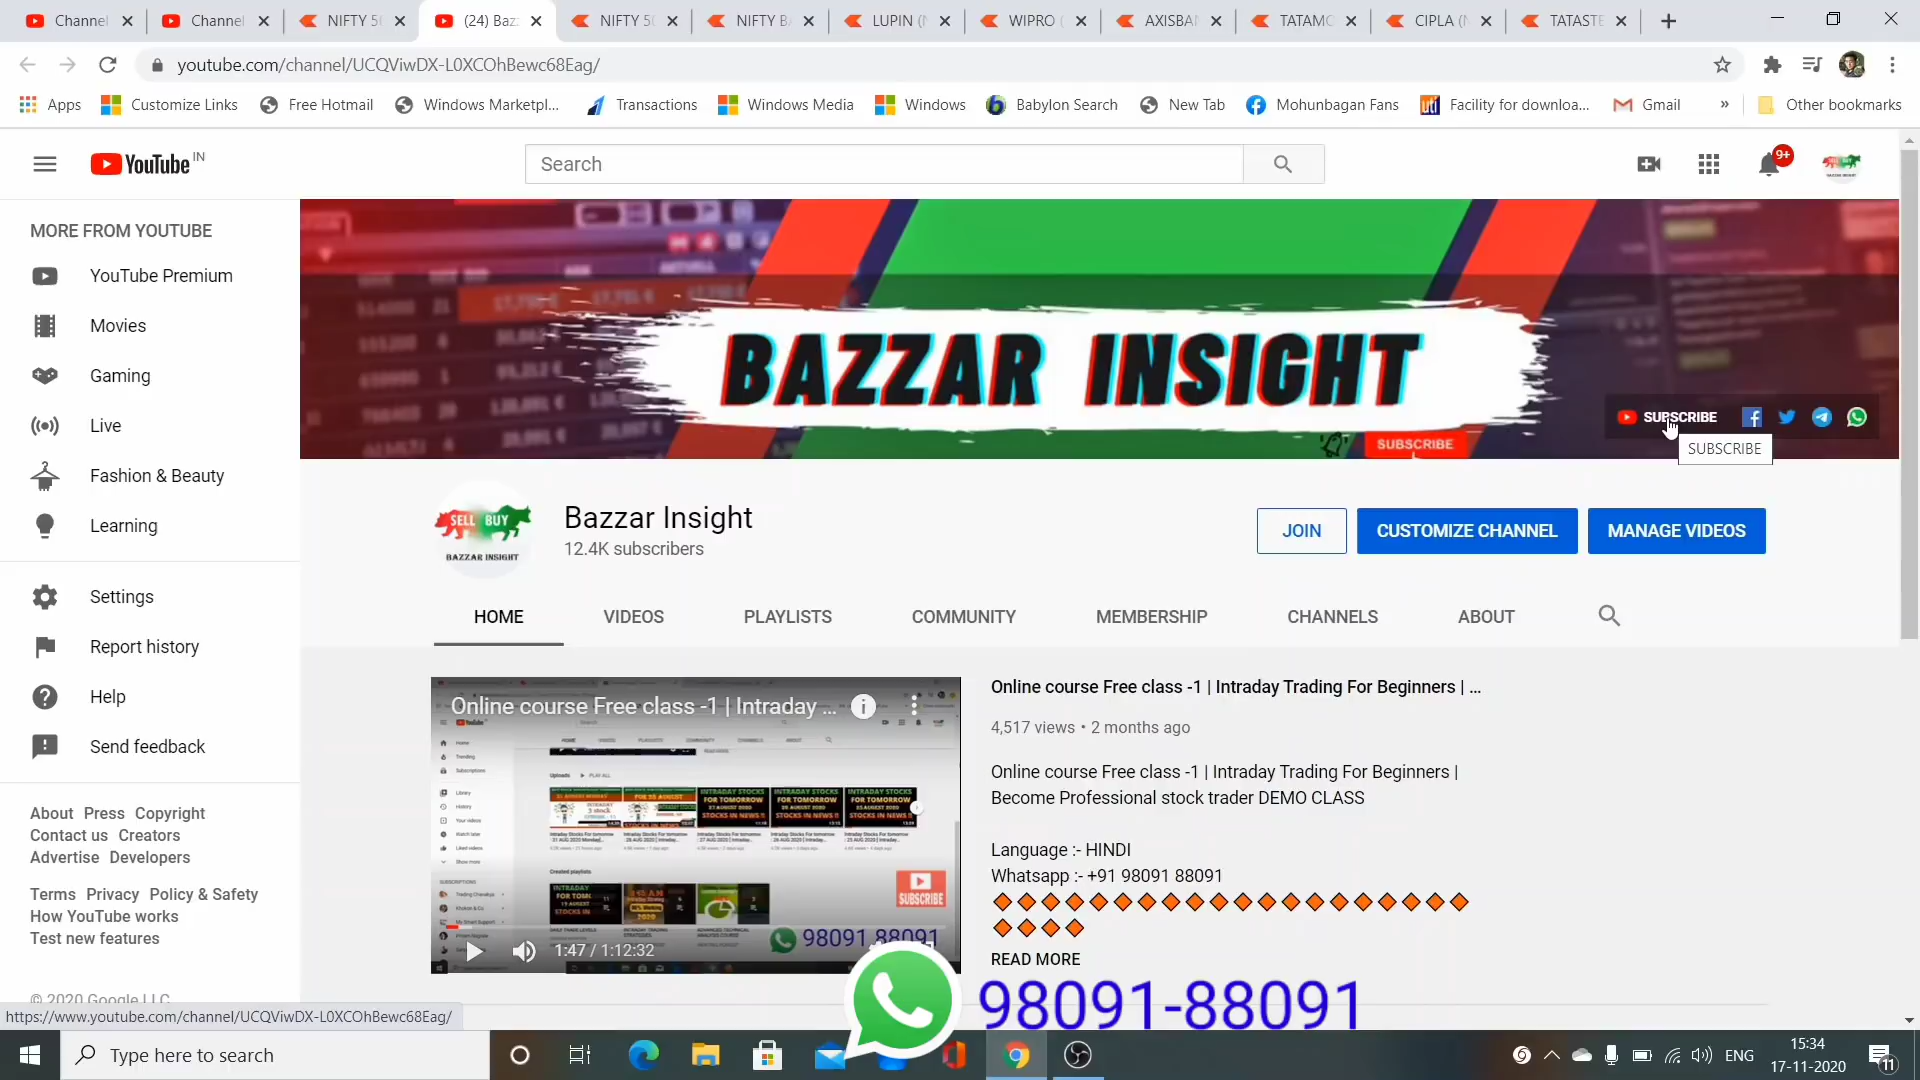 Channel
Channel
NIFTY 50
(24) Baz
NIFTY 50
NIFTY BA
LUPIN (N
WIPRO (
AXISBAN
TATAMO
CIPLA (N
TATASTE
youtube.com/channel/UCQViwDX-L0XCOhBewc68Eag/
Apps
Customize Links
Free Hotmail
Windows Marketpl...
Transactions
Windows Media
Windows
Babylon Search
New Tab
Mohunbagan Fans
Facility for downloa...
Gmail
»
Other bookmarks
YouTube IN
Search
9+
MORE FROM YOUTUBE
YouTube Premium
Movies
Gaming
Live
Fashion & Beauty
Learning
Settings
Report history
Help
Send feedback
About Press Copyright
Contact us Creators
Advertise Developers
Terms Privacy Policy & Safety
How YouTube works
Test new features
© 2020 Google LLC
https://www.youtube.com/channel/UCQViwDX-L0XCOhBewc68Eag/
BAZZAR INSIGHT
SUBSCRIBE
SUBSCRIBE
SUBSCRIBE
SELL BUY
BAZZAR INSIGHT
Bazzar Insight
12.4K subscribers
JOIN
CUSTOMIZE CHANNEL
MANAGE VIDEOS
HOME
VIDEOS
PLAYLISTS
COMMUNITY
MEMBERSHIP
CHANNELS
ABOUT
Online course Free class -1 | Intraday ...
SUBSCRIBE
98091 88091
1:47 / 1:12:32
Online course Free class -1 | Intraday Trading For Beginners | ...
4,517 views • 2 months ago
Online course Free class -1 | Intraday Trading For Beginners |
Become Professional stock trader DEMO CLASS
Language :- HINDI
Whatsapp :- +91 98091 88091
READ MORE
98091-88091
Type here to search
ENG
15:34
17-11-2020
11